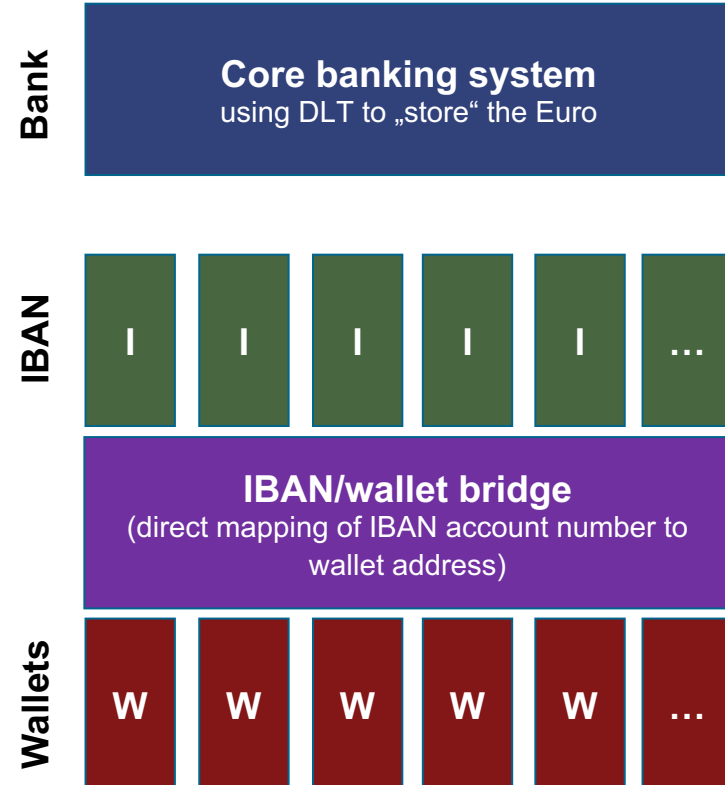 Bank
Core banking system
using DLT to „store“ the Euro
IBAN
I I I I I ...
IBAN/wallet bridge
(direct mapping of IBAN account number to
wallet address)
Wallets
W W W W W ...